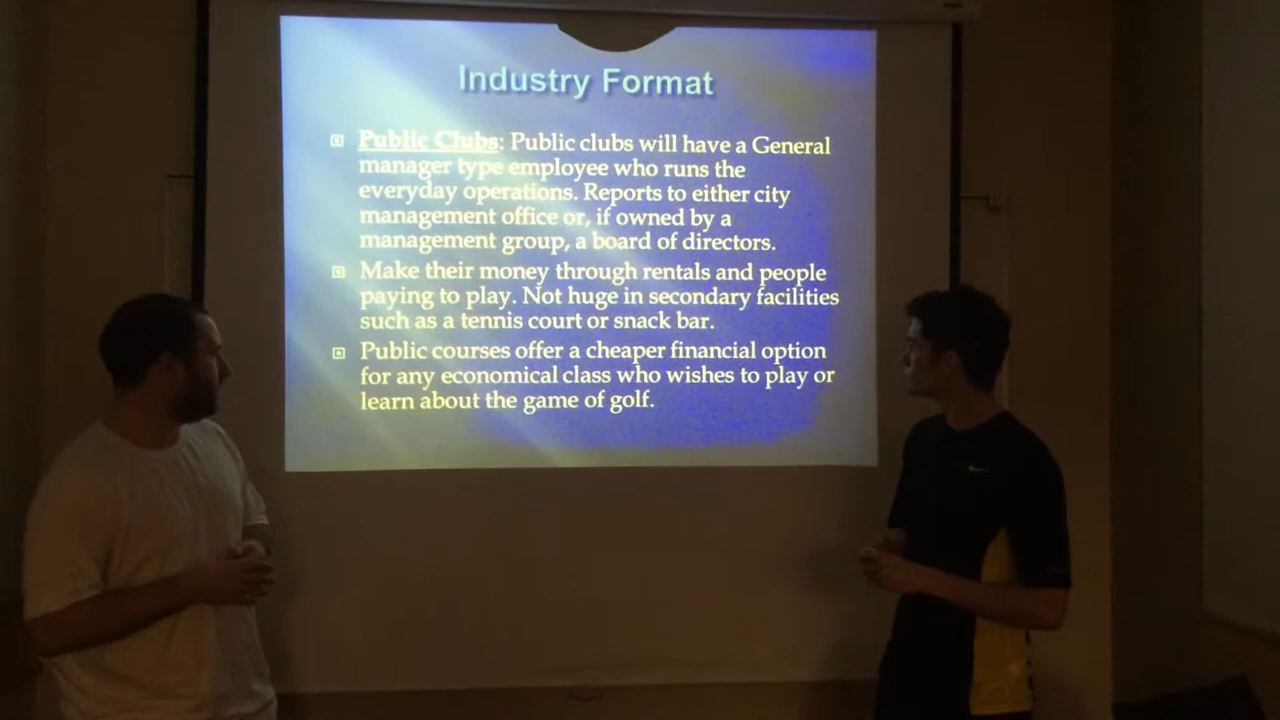 Industry Format
Public Clubs: Public clubs will have a General
manager type employee who runs the
everyday operations. Reports to either city
management office or, if owned by a
management group, a board of directors.
Make their money through rentals and people
paying to play. Not huge in secondary facilities
such as a tennis court or snack bar.
Public courses offer a cheaper financial option
for any economical class who wishes to play or
learn about the game of golf.